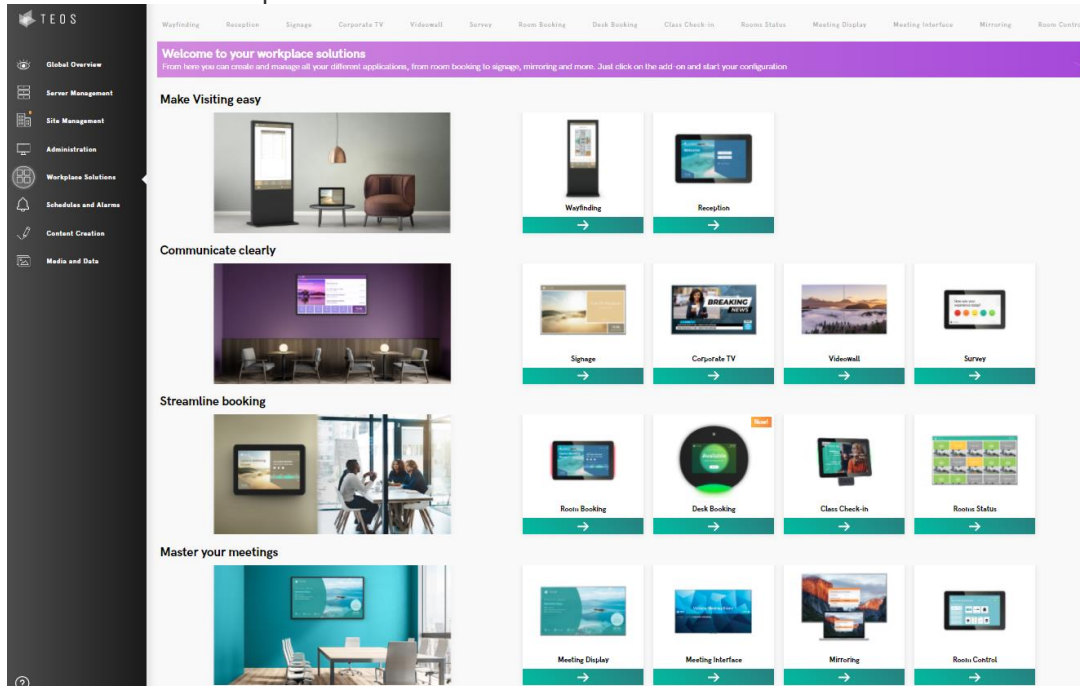 TEOS
Wayfinding Reception Signage Corporate TV Videowall Survey Room Booking Desk Booking Class Check-in Rooms Status Meeting Display Meeting Interface Mirroring
Global Overview
Server Management
Site Management
Administration
Workplace Solutions
Schedules and Alarms
Content Creation
Media and Data
Welcome to your workplace solutions
From here you can create and manage all your different applications, from room booking to signage, mirroring and more. Just click on the add-on and start your configuration
Make Visiting easy
Wayfinding
Reception
Communicate clearly
BREAKING
NEWS
Signage
Corporate TV
Videowall
Survey
Streamline booking
New!
Available
Room Booking
Desk Booking
Class Check-in
Rooms Status
Master your meetings
Meeting Display
Meeting Interface
Mirroring
Room Control